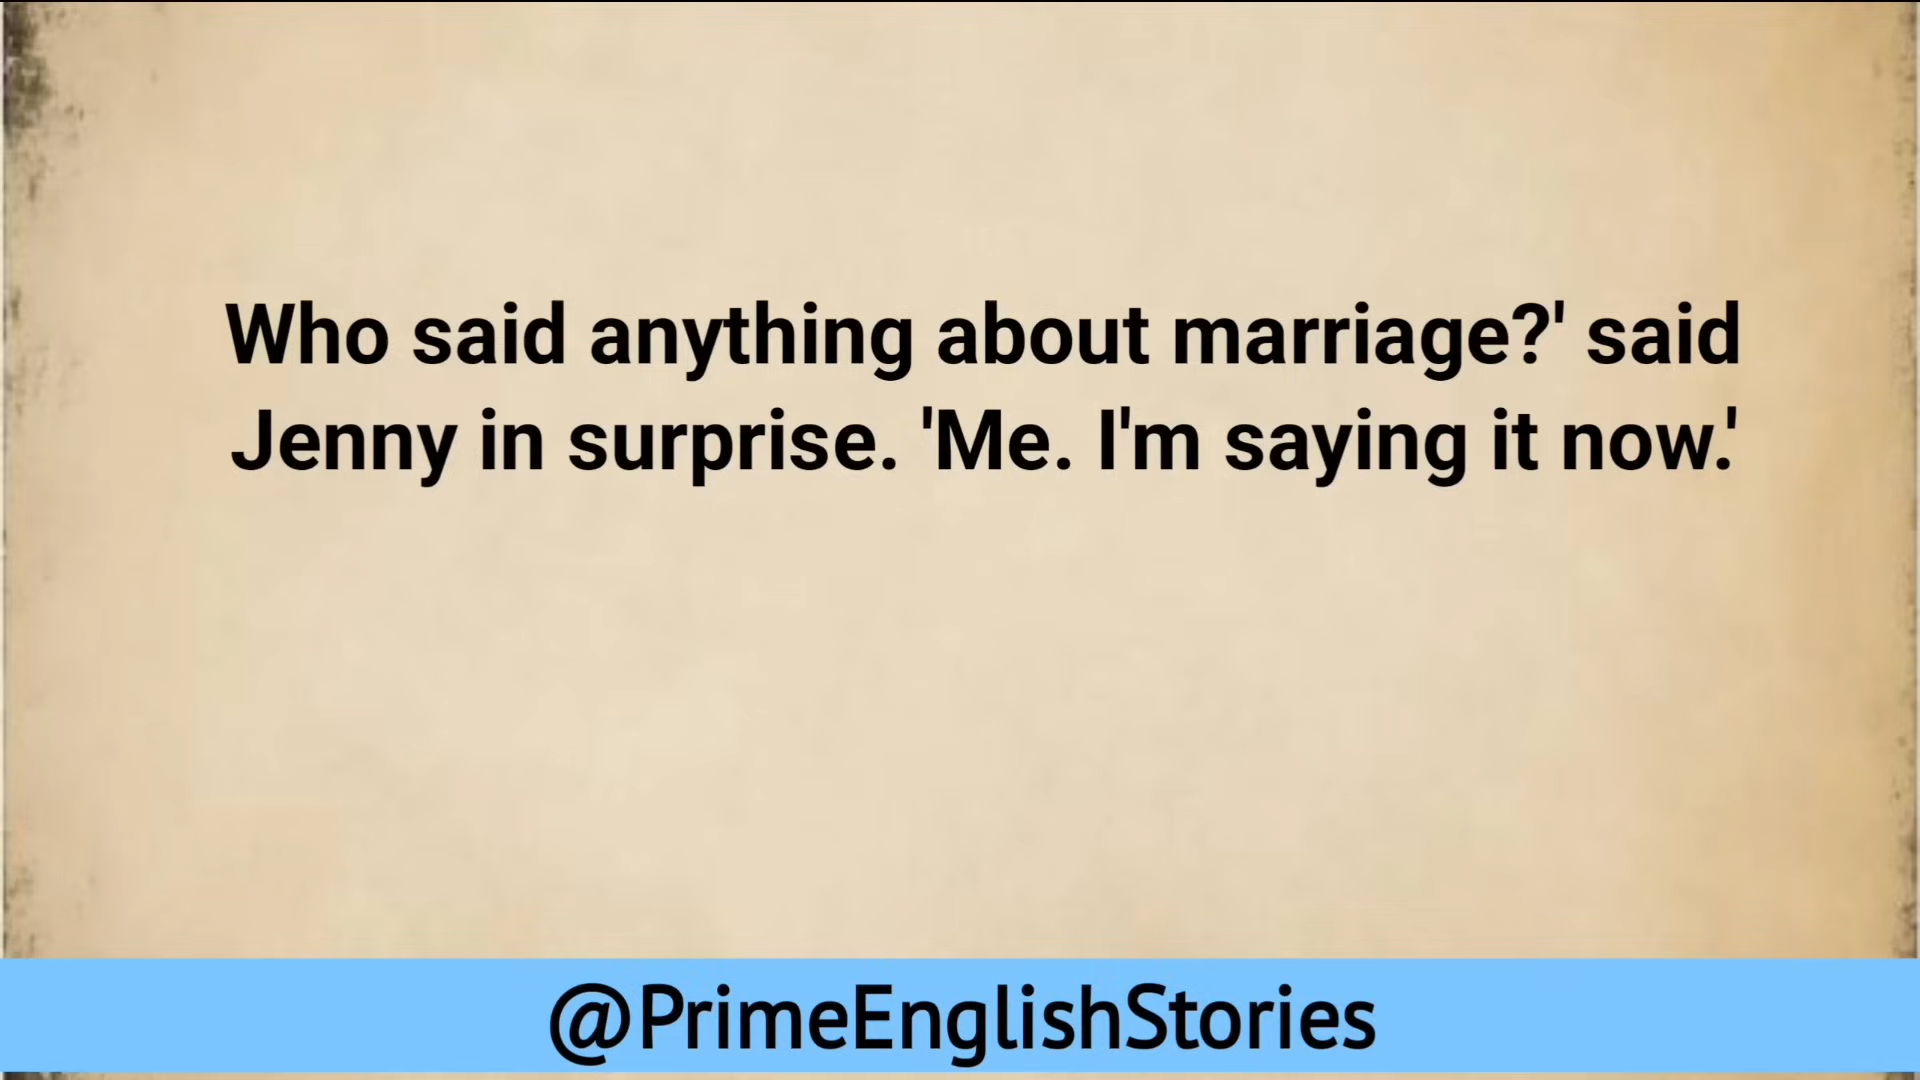 Who said anything about marriage?' said
Jenny in surprise. 'Me. I'm saying it now.'
@PrimeEnglishStories